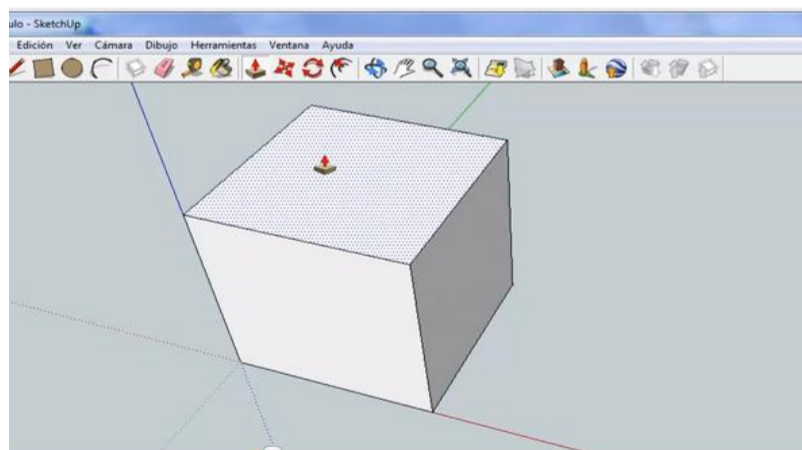 ulo - SketchUp
Edición Ver Cámara Dibujo Herramientas Ventana Ayuda